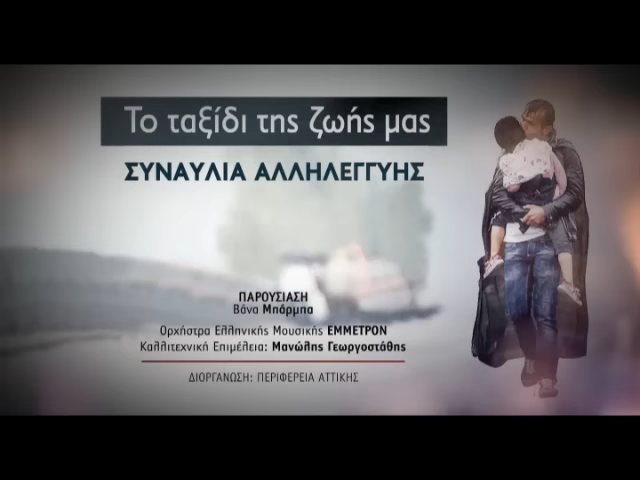 Το ταξίδι της ζωής μας
ΣΥΝΑΥΛΙΑ ΑΛΛΗΛΕΓΓΥΗΣ
ΠΑΡΟΥΣΙΑΣΗ
Βάνα Μπάρμπα
Ορχήστρα Ελληνικής Μουσικής ΕΜΜΕΤΡΟΝ
Καλλιτεχνική Επιμέλεια: Μανώλης Γεωργοστάθης
ΔΙΟΡΓΑΝΩΣΗ: ΠΕΡΙΦΕΡΕΙΑ ΑΤΤΙΚΗΣ